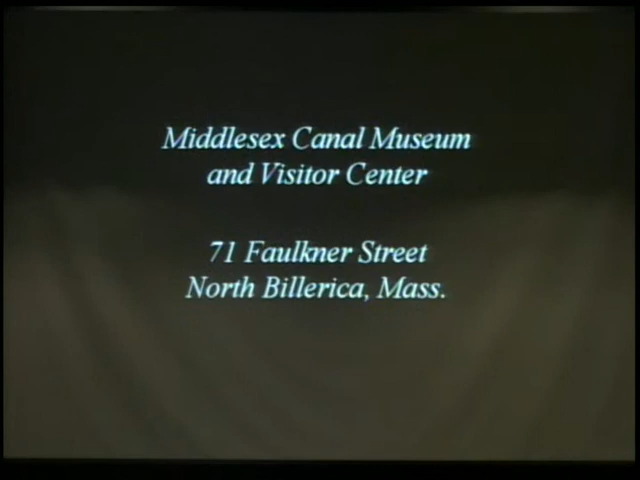 Middlesex Canal Museum
and Visitor Center
71 Faulkner Street
North Billerica, Mass.